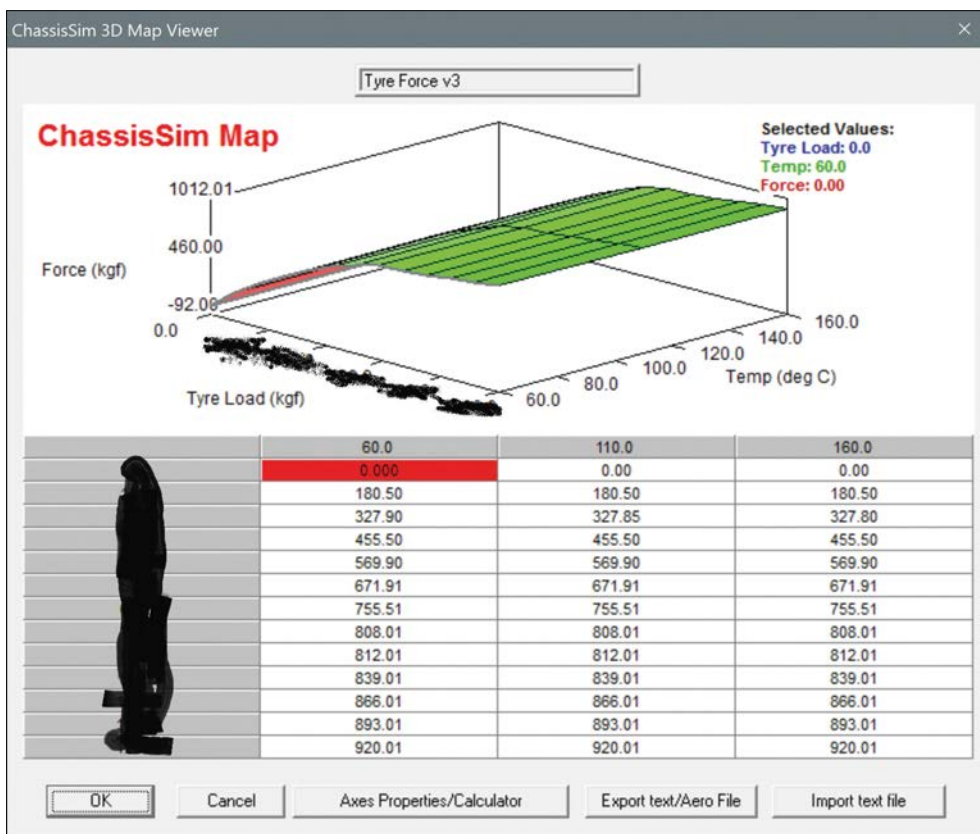 ChassisSim 3D Map Viewer
Tyre Force v3
ChassisSim Map
Selected Values:
Tyre Load: 0.0
Temp: 60.0
Force: 0.00
1012.01
460.00
Force (kgf)
-92.00
0.0
Tyre Load (kgf)
60.0
80.0
100.0
120.0
140.0
160.0
Temp (deg C)
60.0 110.0 160.0
0.000 0.00 0.00
180.50 180.50 180.50
327.90 327.85 327.80
455.50 455.50 455.50
569.90 569.90 569.90
671.91 671.91 671.91
755.51 755.51 755.51
808.01 808.01 808.01
812.01 812.01 812.01
839.01 839.01 839.01
866.01 866.01 866.01
893.01 893.01 893.01
920.01 920.01 920.01
OK Cancel Axes Properties/Calculator Export text/Aero File Import text file